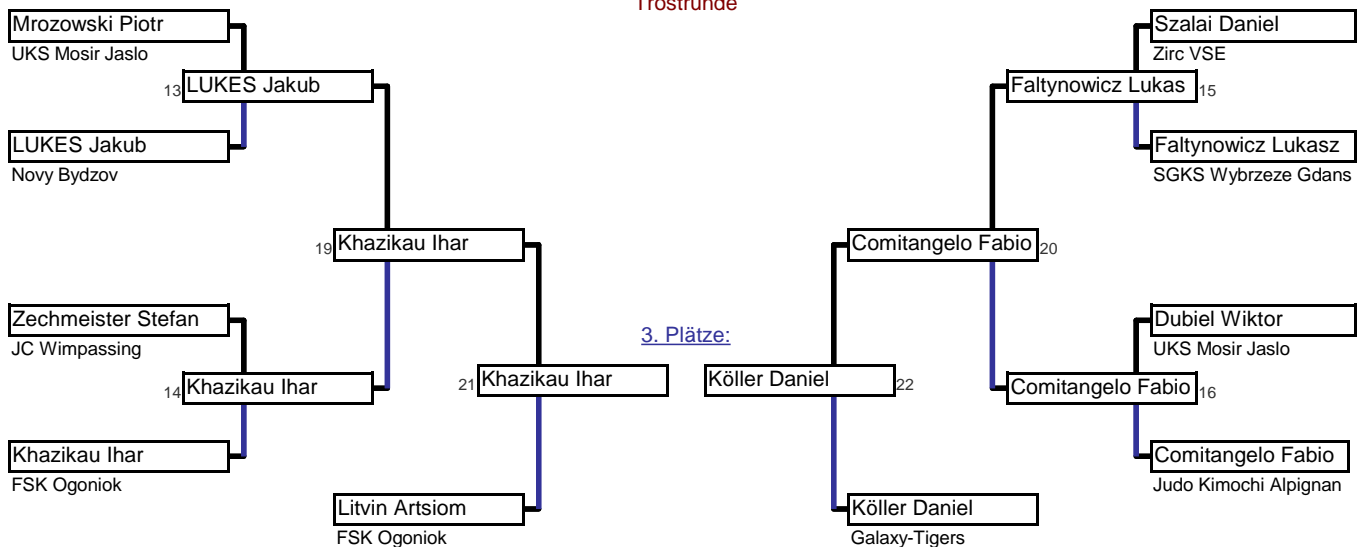 Trostrunde
Mrozowski Piotr
UKS Mosir Jaslo
13 LUKES Jakub
LUKES Jakub
Novy Bydzov
19 Khazikau Ihar
Zechmeister Stefan
JC Wimpassing
14 Khazikau Ihar
Khazikau Ihar
FSK Ogoniok
21 Khazikau Ihar
Litvin Artsiom
FSK Ogoniok
3. Plätze:
Szalai Daniel
Zirc VSE
Faltynowicz Lukas 15
Faltynowicz Lukasz
SGKS Wybrzeze Gdans
Comitangelo Fabio 20
Dubiel Wiktor
UKS Mosir Jaslo
Köller Daniel 22
Comitangelo Fabio 16
Comitangelo Fabio
Judo Kimochi Alpignan
Köller Daniel
Galaxy-Tigers